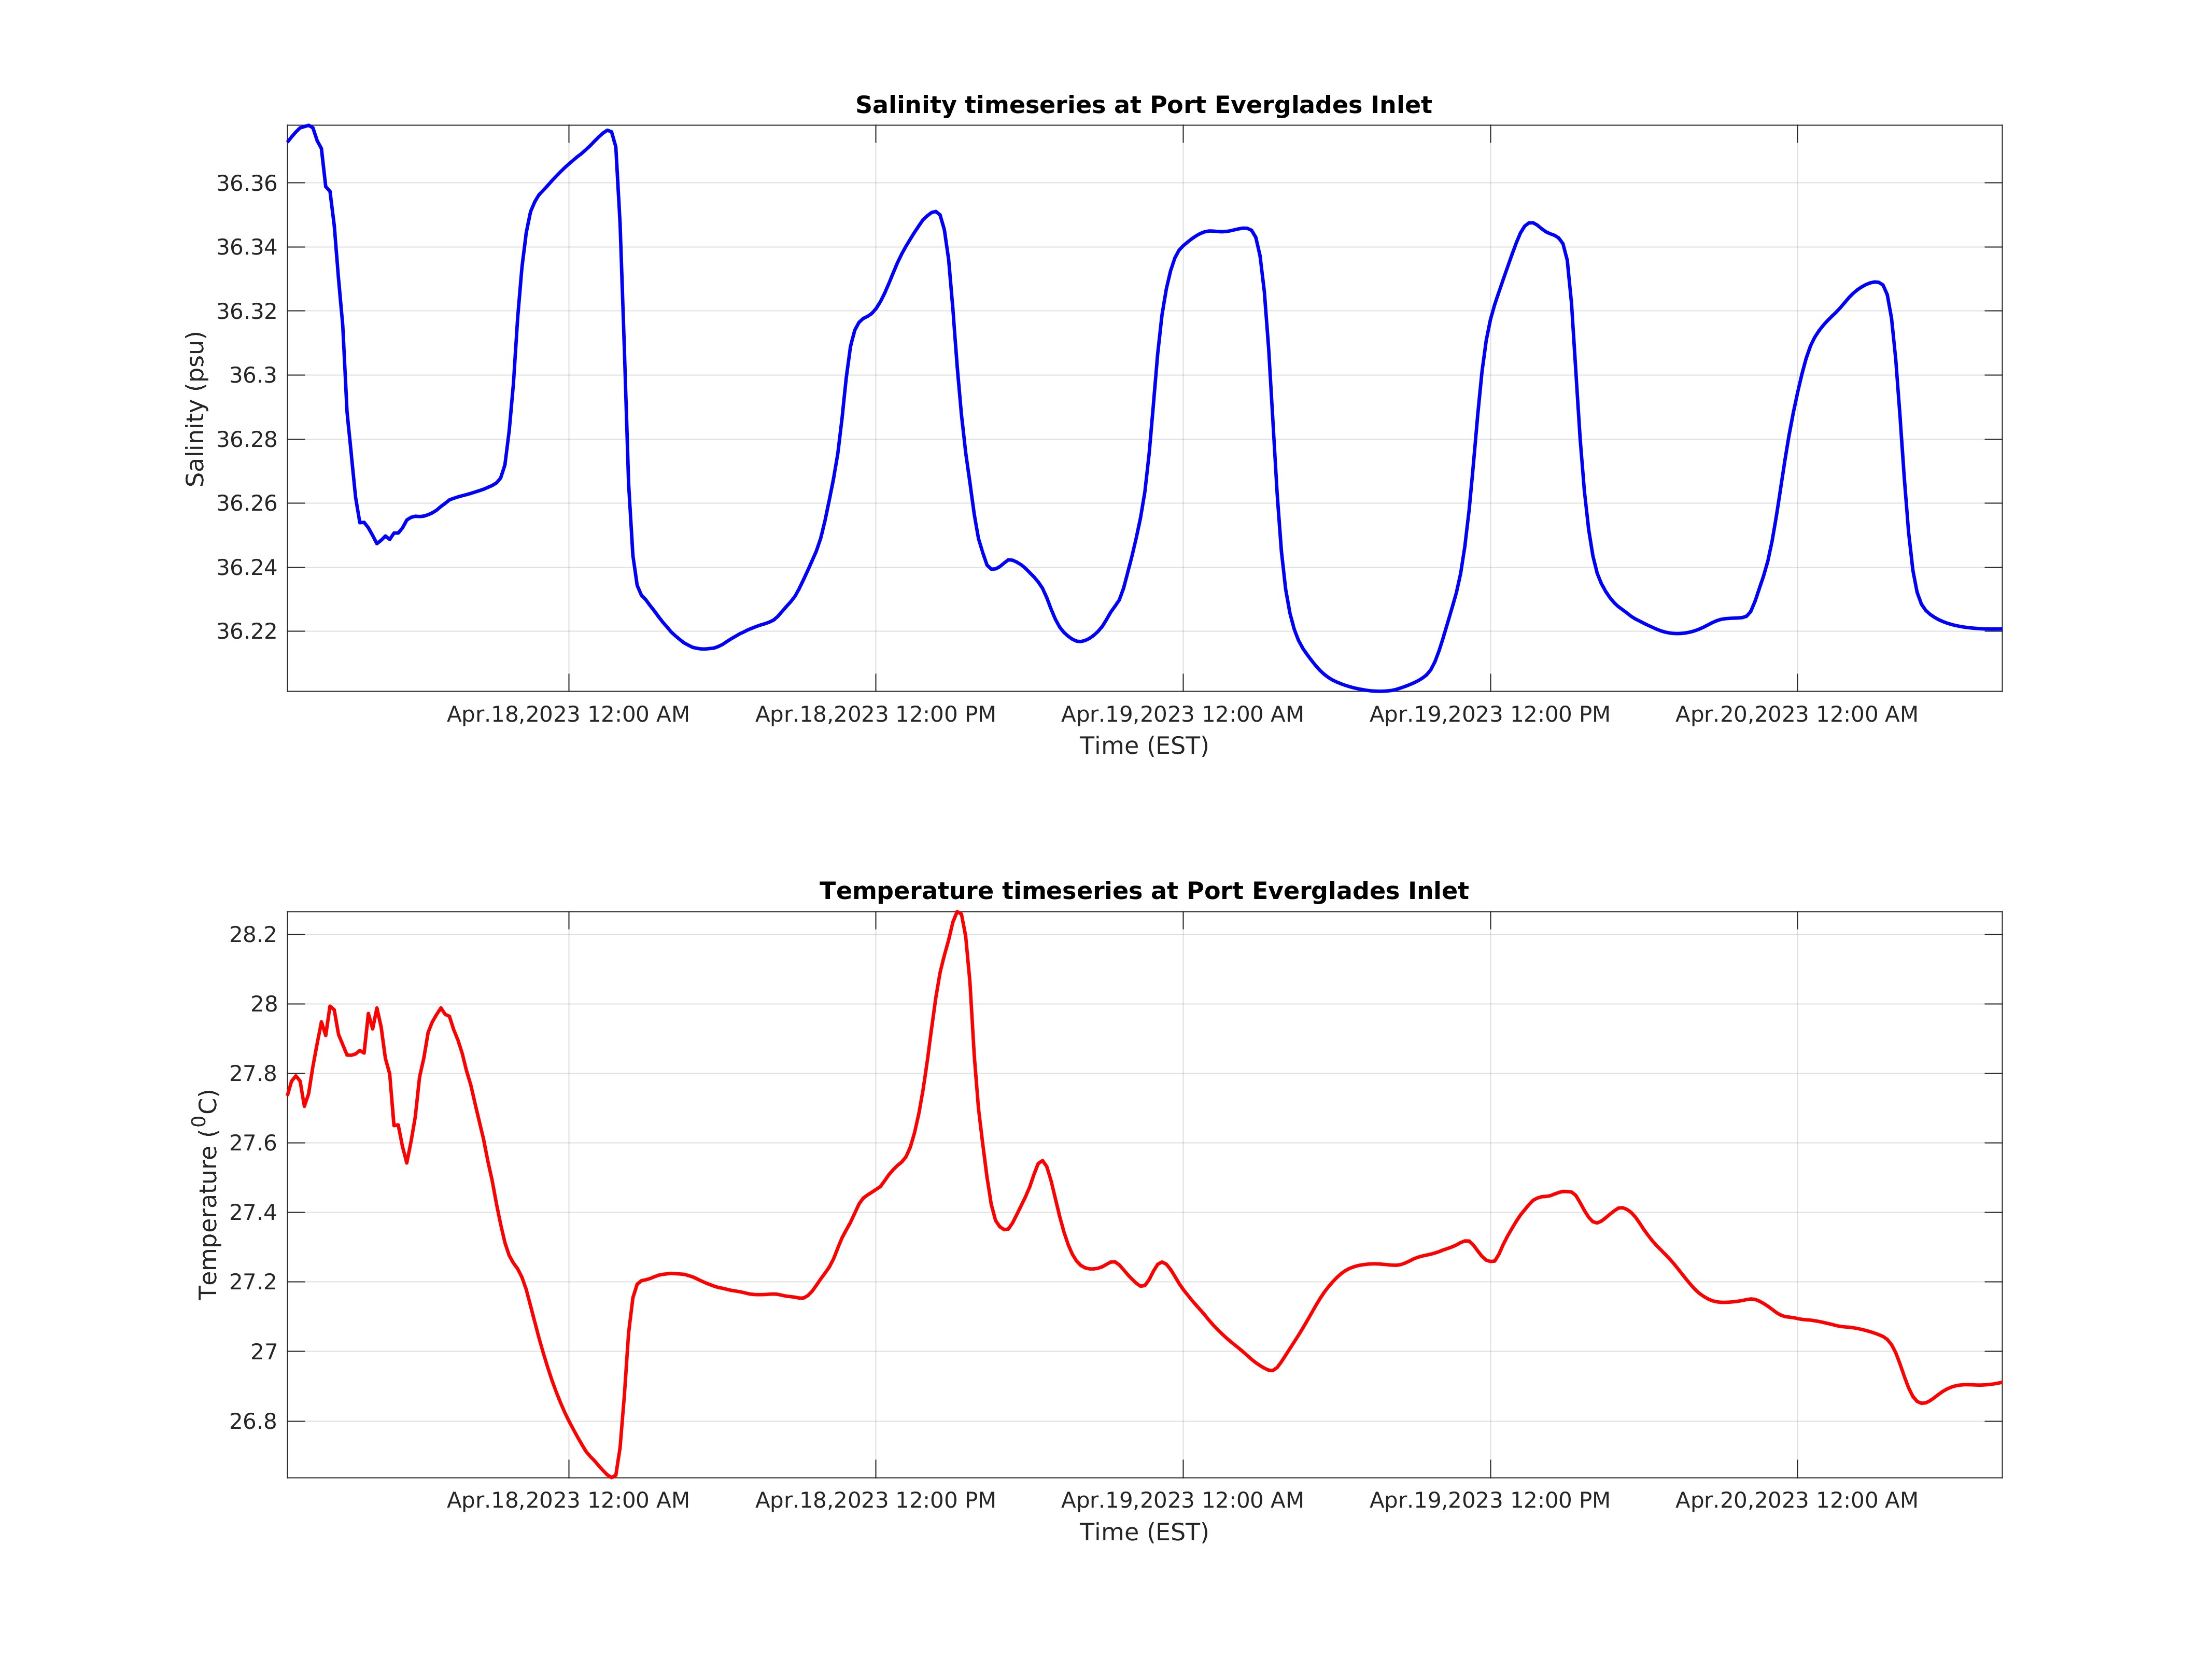 Salinity timeseries at Port Everglades Inlet
36.36
36.34
36.32
36.3
36.28
36.26
36.24
36.22
Salinity (psu)
Apr.18,2023 12:00 AM Apr.18,2023 12:00 PM Apr.19,2023 12:00 AM Apr.19,2023 12:00 PM Apr.20,2023 12:00 AM
Time (EST)
Temperature timeseries at Port Everglades Inlet
28.2
28
27.8
27.6
27.4
27.2
27
26.8
Temperature (⁰C)
Apr.18,2023 12:00 AM Apr.18,2023 12:00 PM Apr.19,2023 12:00 AM Apr.19,2023 12:00 PM Apr.20,2023 12:00 AM
Time (EST)